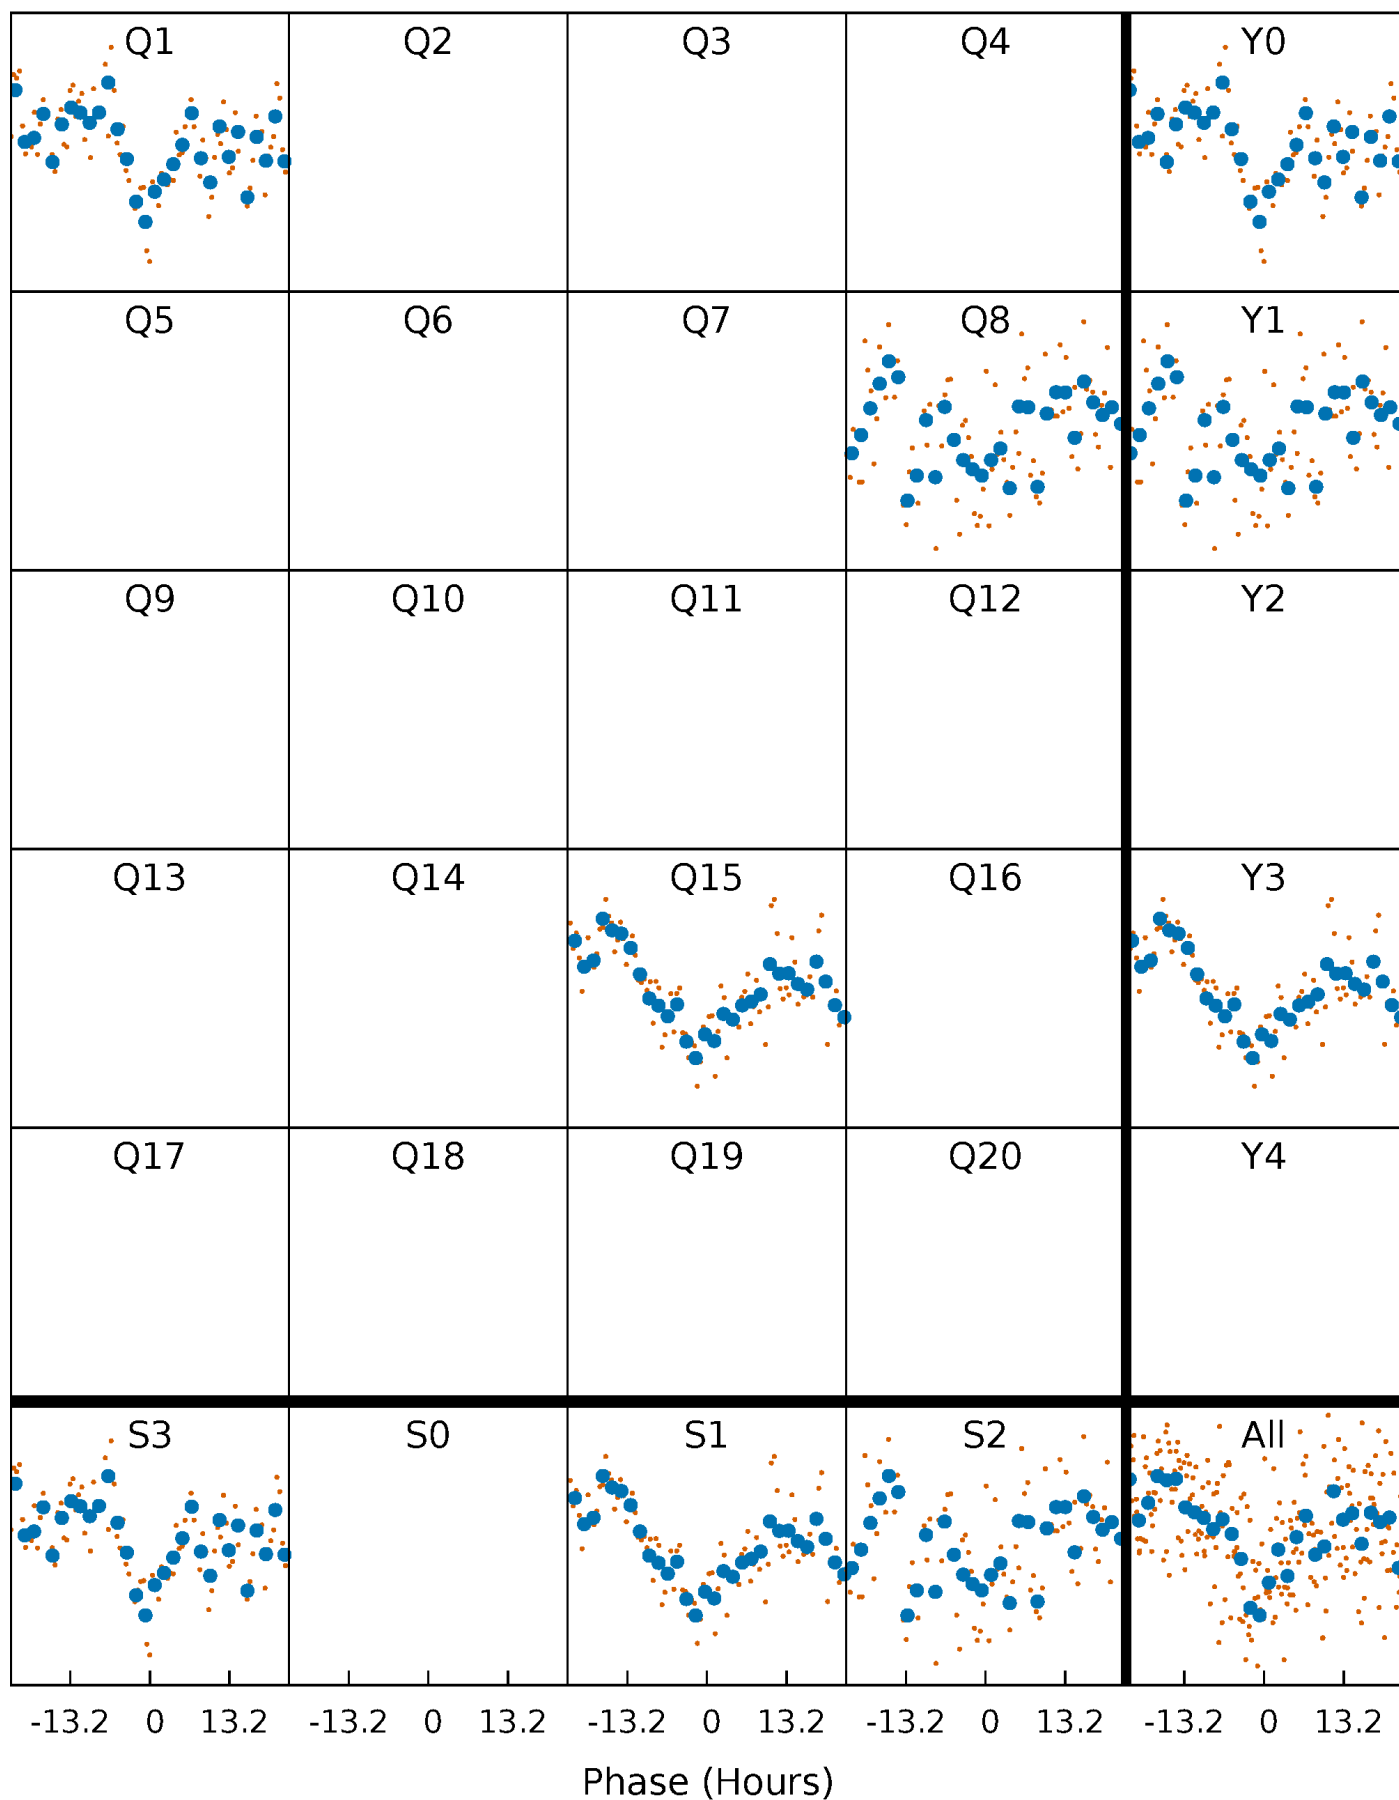 Q1 Q2 Q3 Q4 Y0
Q5 Q6 Q7 Q8 Y1
Q9 Q10 Q11 Q12 Y2
Q13 Q14 Q15 Q16 Y3
Q17 Q18 Q19 Q20 Y4
S3 S0 S1 S2 All
-13.2 0 13.2 -13.2 0 13.2 -13.2 0 13.2 -13.2 0 13.2 -13.2 0 13.2
Phase (Hours)